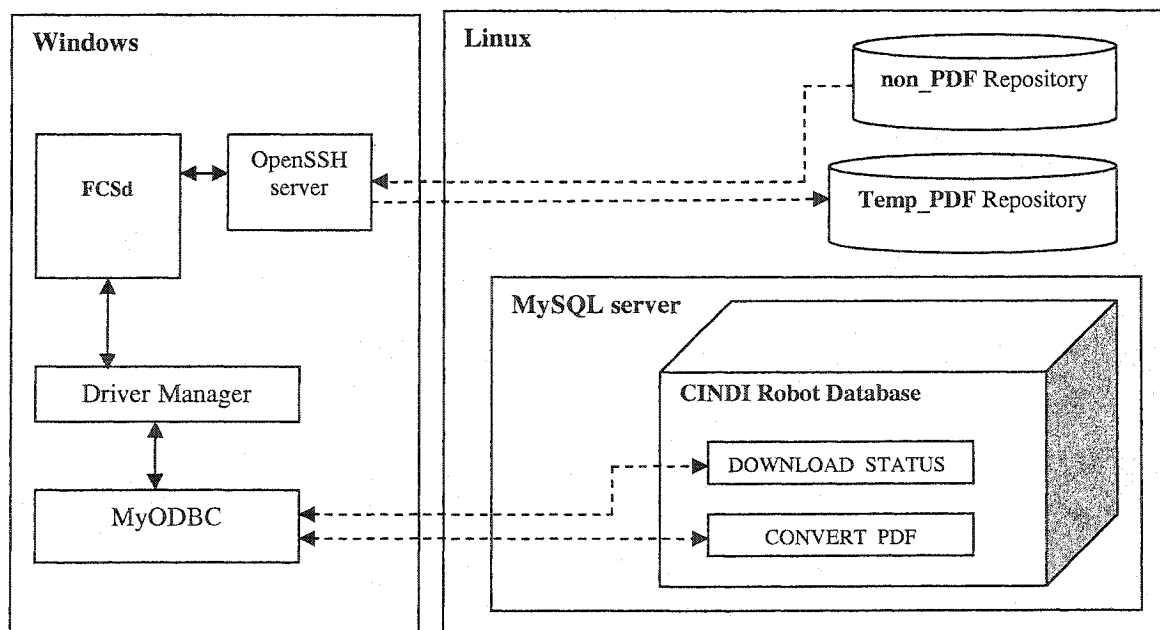 Windows
Linux
non_PDF Repository
FCSd
OpenSSH
server
Temp_PDF Repository
MySQL server
Driver Manager
CINDI Robot Database
DOWNLOAD STATUS
MyODBC
CONVERT PDF